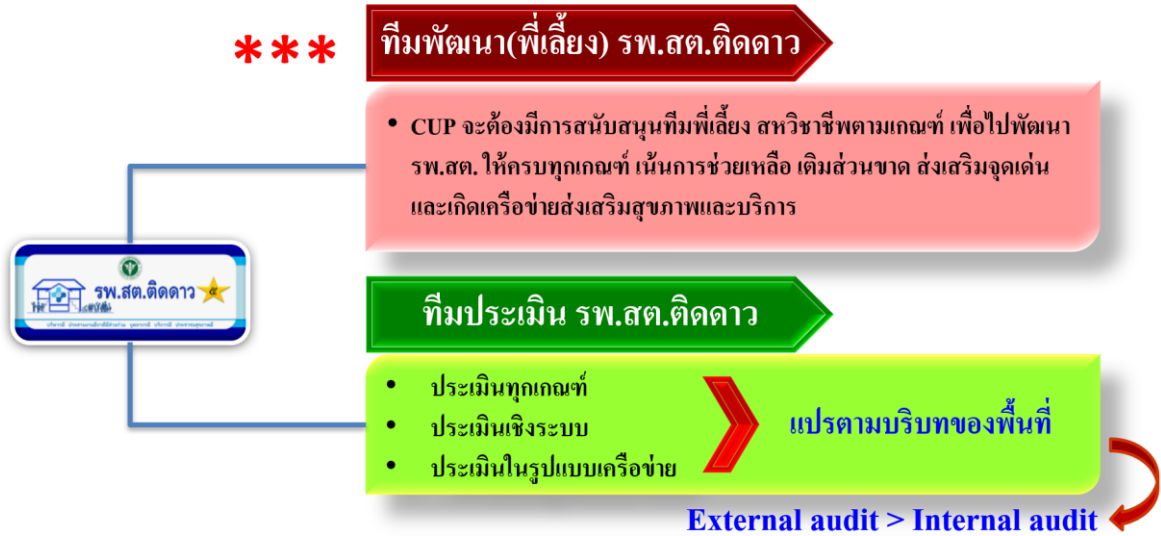 *** ทีมพัฒนา(พี่เลี้ยง) รพ.สต.ติดดาว
• CUP จะต้องมีการสนับสนุนทีมพี่เลี้ยง สหวิชาชีพตามเกณฑ์ เพื่อไปพัฒนา
รพ.สต. ให้ครบทุกเกณฑ์ เน้นการช่วยเหลือ เติมส่วนขาด ส่งเสริมจุดเด่น
และเกิดเครือข่ายส่งเสริมสุขภาพและบริการ
รพ.สต.ติดดาว ๕
ทีมประเมิน รพ.สต.ติดดาว
• ประเมินทุกเกณฑ์
• ประเมินเชิงระบบ
• ประเมินในรูปแบบเครือข่าย
แปรตามบริบทของพื้นที่
External audit > Internal audit